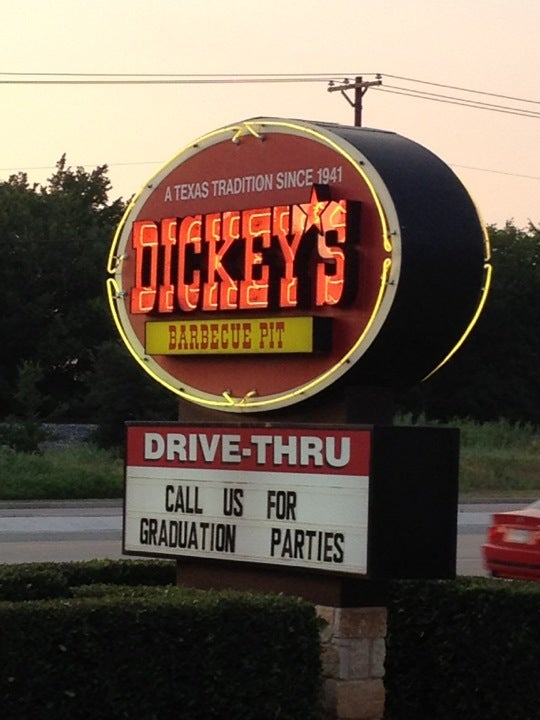 A TEXAS TRADITION SINCE 1941
DICKEY'S
BARBECUE PIT
DRIVE-THRU
CALL US FOR
GRADUATION PARTIES